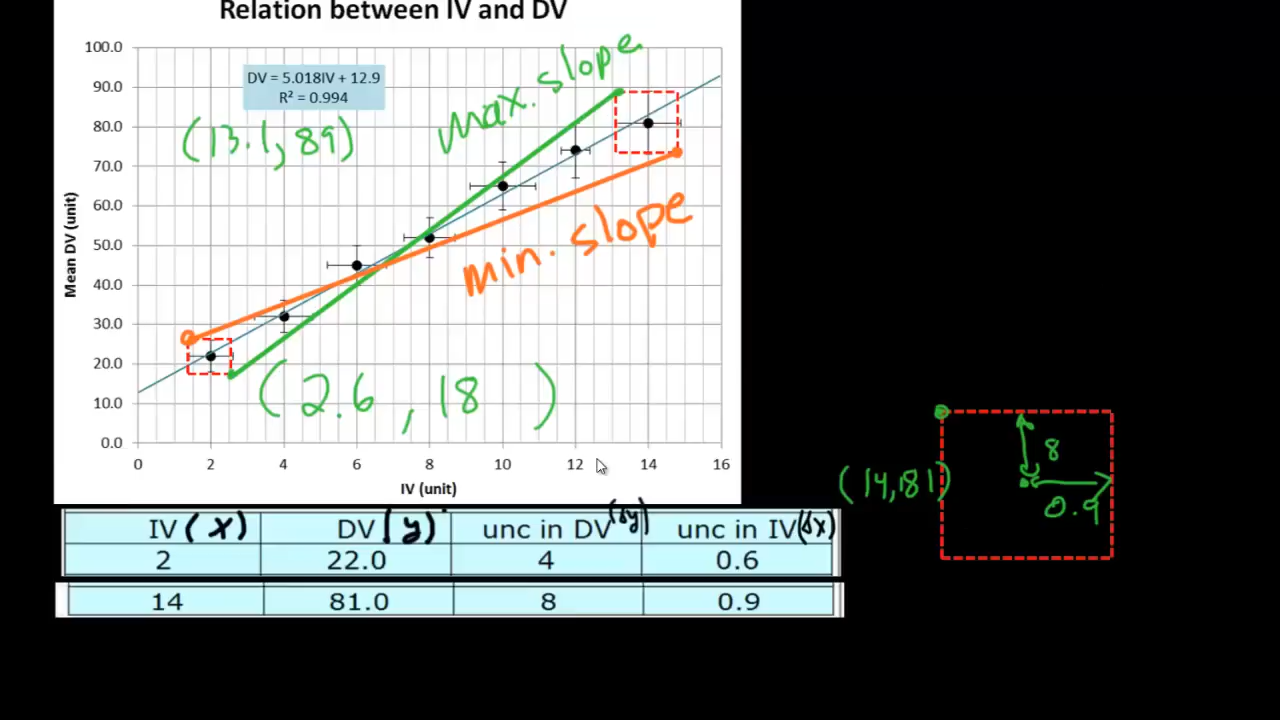 Relation between IV and DV
100.0
90.0
80.0
70.0
60.0
50.0
40.0
30.0
20.0
10.0
0.0
Mean DV (unit)
DV = 5.018IV + 12.9
R² = 0.994
(13.1, 89)
max. slope
min. slope
(2.6, 18)
0 2 4 6 8 10 12 14 16
IV (unit)
(14,181)
8
0.9
IV (x) DV (y) unc in DV (δy) unc in IV (δx)
2 22.0 4 0.6
14 81.0 8 0.9